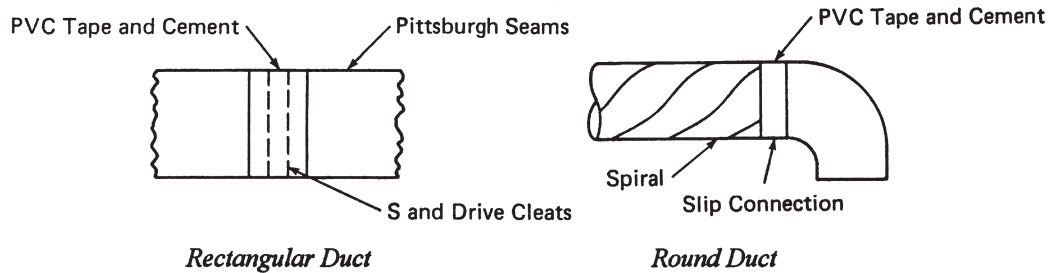 PVC Tape and Cement
Pittsburgh Seams
S and Drive Cleats
Rectangular Duct
PVC Tape and Cement
Spiral
Slip Connection
Round Duct